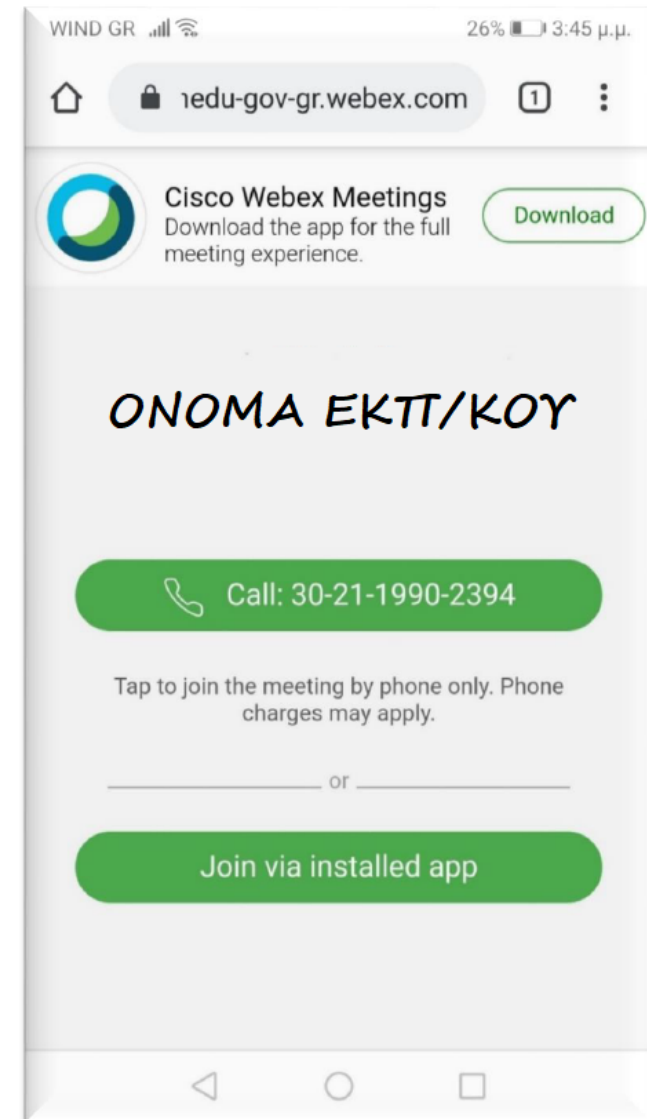 WIND GR 26% 3:45 μ.μ.
nedu-gov-gr.webex.com 1
Cisco Webex Meetings
Download the app for the full
meeting experience.
Download
ΟΝΟΜΑ ΕΚΠ/ΚΟΥ
Call: 30-21-1990-2394
Tap to join the meeting by phone only. Phone
charges may apply.
or
Join via installed app